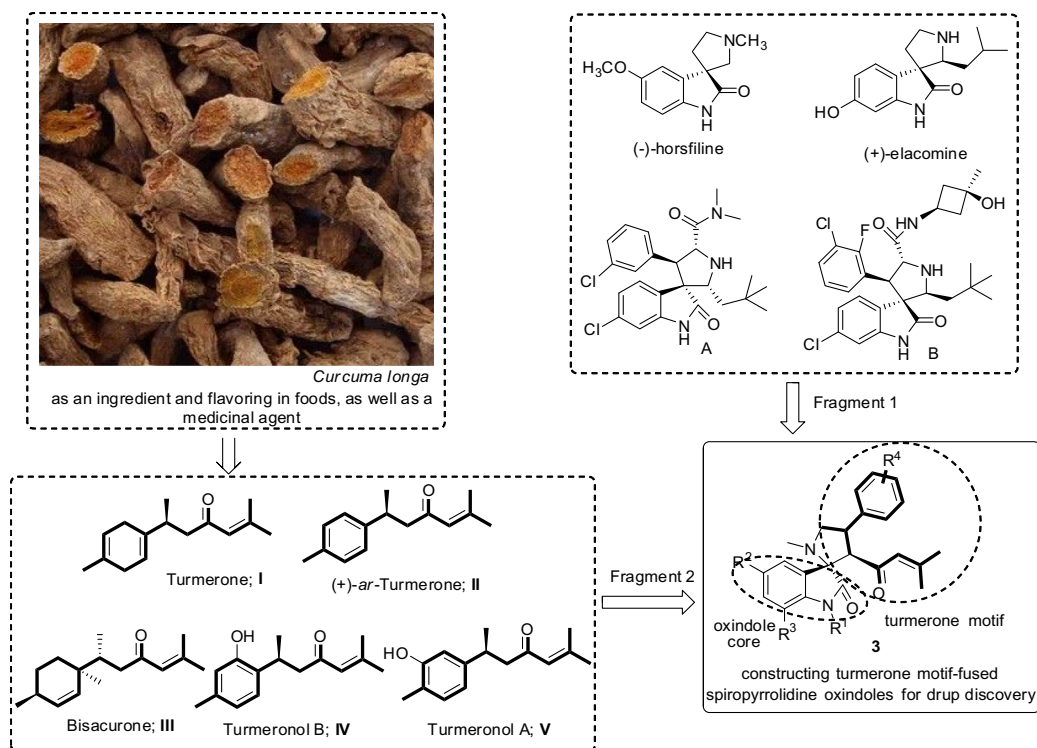 Curcuma longa
as an ingredient and flavoring in foods, as well as a
medicinal agent
N-CH3
H3CO
O
N
H
(-)-horsfiline
NH
HO
O
N
H
(+)-elacomine
O
N
NH
Cl
Cl
N
H
O
A
OH
O
HN
Cl
F
NH
Cl
O
N
H
B
Fragment 1
O
Turmerone; I
O
(+)-ar-Turmerone; II
O
Bisacurone; III
OH
O
Turmeronol B; IV
HO
O
Turmeronol A; V
Fragment 2
R4
N
R2
O
N
O
R1
R3
oxindole
core
turmerone motif
3
constructing turmerone motif-fused
spiropyrrolidine oxindoles for drup discovery